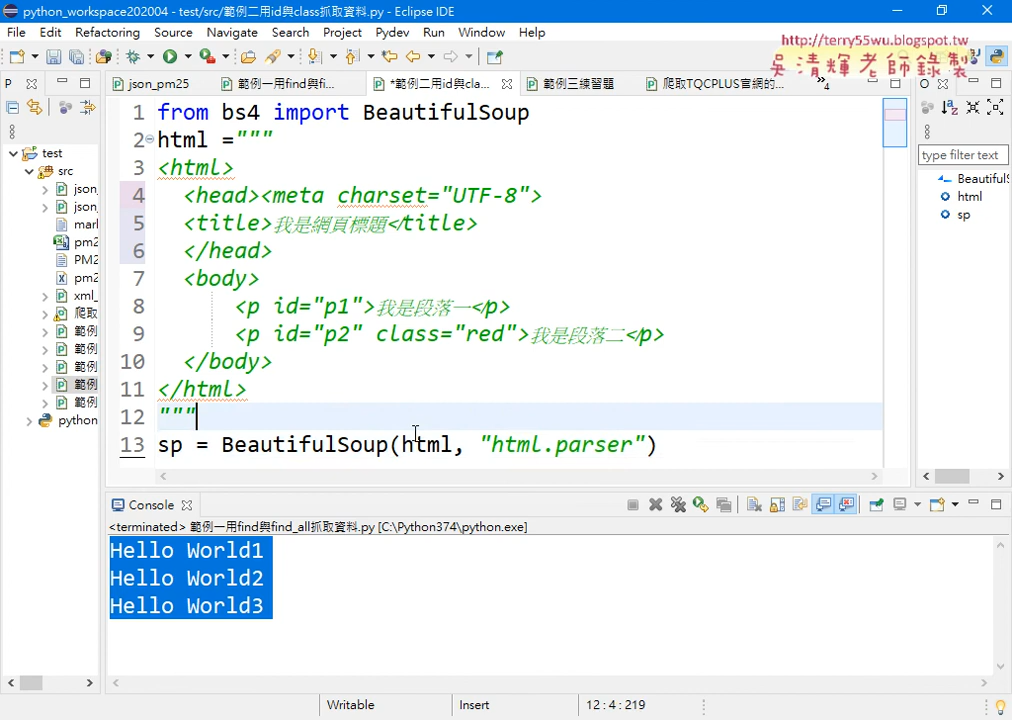 python_workspace202004 - test/src/範例二用id與class抓取資料.py - Eclipse IDE
File Edit Refactoring Source Navigate Search Project Pydev Run Window Help
http://terry55wu.blogspot.tw
吳清輝老師錄製
P
json_pm25
範例一用find與fi...
*範例二用id與cla...
範例三練習題
爬取TQCPLUS官網的...
4
type filter text
Beautiful
html
sp
test
src
json_
json_
mark
pm2
PM2
pm2
xml_
爬取
範例
範例
範例
範例
範例
python
1 from bs4 import BeautifulSoup
2 html ="""
3 <html>
4 <head><meta charset="UTF-8">
5 <title>我是網頁標題</title>
6 </head>
7 <body>
8 <p id="p1">我是段落一</p>
9 <p id="p2" class="red">我是段落二</p>
10 </body>
11 </html>
12 """
13 sp = BeautifulSoup(html, "html.parser")
Console
<terminated> 範例一用find與find_all抓取資料.py [C:\Python374\python.exe]
Hello World1
Hello World2
Hello World3
Writable Insert 12:4:219